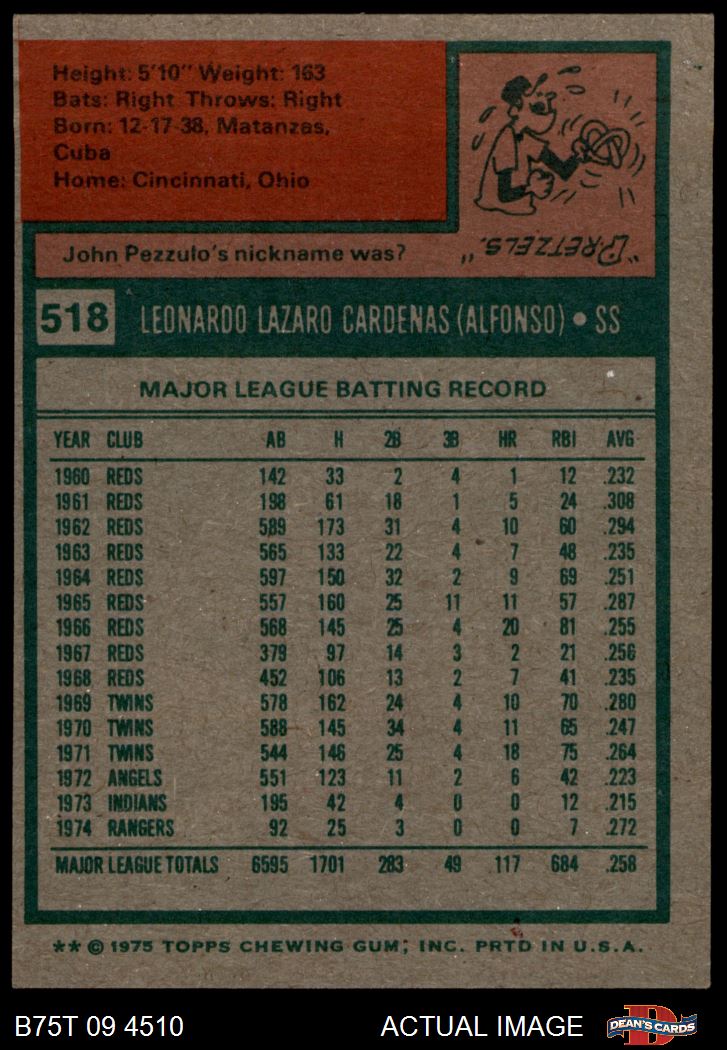 Height: 5'10" Weight: 163
Bats: Right Throws: Right
Born: 12-17-38, Matanzas,
Cuba
Home: Cincinnati, Ohio
John Pezzulo's nickname was?
"PRETZELS."
518 LEONARDO LAZARO CARDENAS (ALFONSO) • SS
MAJOR LEAGUE BATTING RECORD
YEAR CLUB AB H 2B 3B HR RBI AVG
1960 REDS 142 33 2 4 1 12 .232
1961 REDS 198 61 18 1 5 24 .308
1962 REDS 589 173 31 4 10 60 .294
1963 REDS 565 133 22 4 7 48 .235
1964 REDS 597 150 32 2 9 69 .251
1965 REDS 557 160 25 11 11 57 .287
1966 REDS 568 145 25 4 20 81 .255
1967 REDS 379 97 14 3 2 21 .256
1968 REDS 452 106 13 2 7 41 .235
1969 TWINS 578 162 24 4 10 70 .280
1970 TWINS 588 145 34 4 11 65 .247
1971 TWINS 544 146 25 4 18 75 .264
1972 ANGELS 551 123 11 2 6 42 .223
1973 INDIANS 195 42 4 0 0 12 .215
1974 RANGERS 92 25 3 0 0 7 .272
MAJOR LEAGUE TOTALS 6595 1701 283 49 117 684 .258
** © 1975 TOPPS CHEWING GUM, INC. PRTD IN U.S.A.
B75T 09 4510 ACTUAL IMAGE DEAN'S CARDS